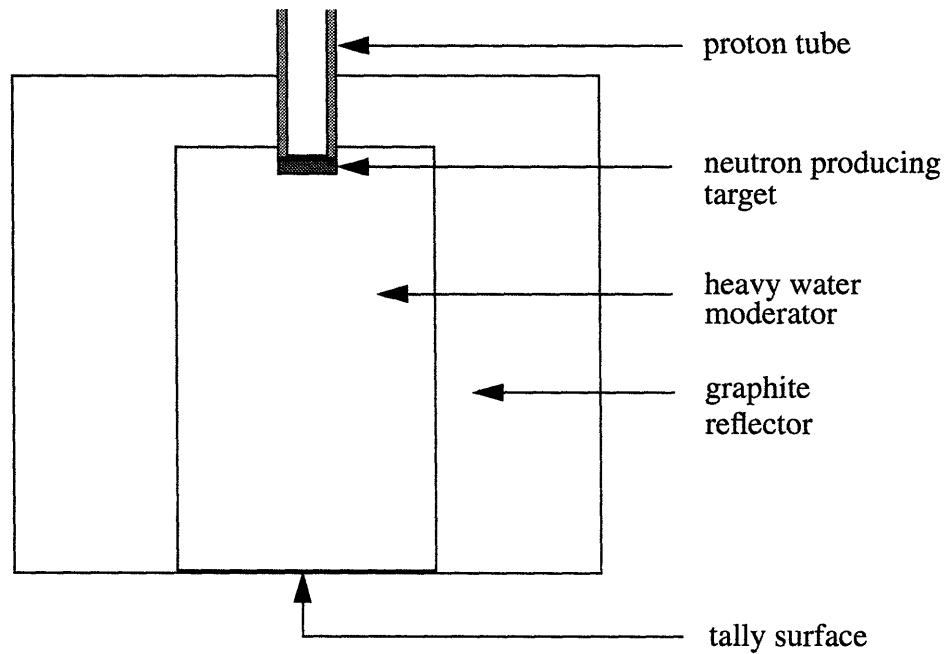 proton tube
neutron producing
target
heavy water
moderator
graphite
reflector
tally surface